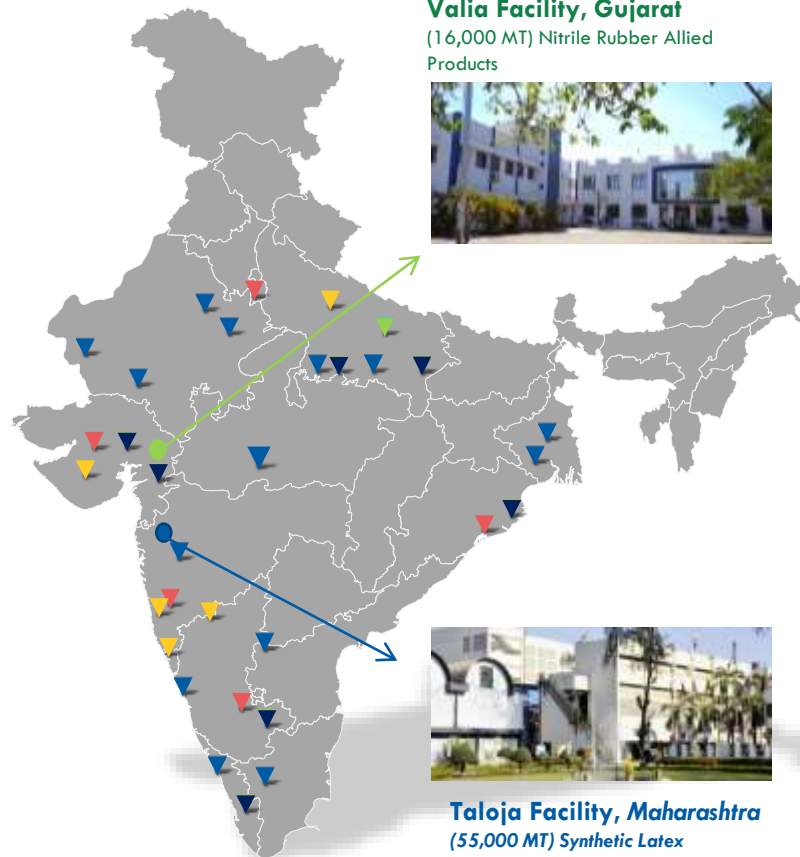 Valia Facility, Gujarat
(16,000 MT) Nitrile Rubber Allied
Products
Taloja Facility, Maharashtra
(55,000 MT) Synthetic Latex